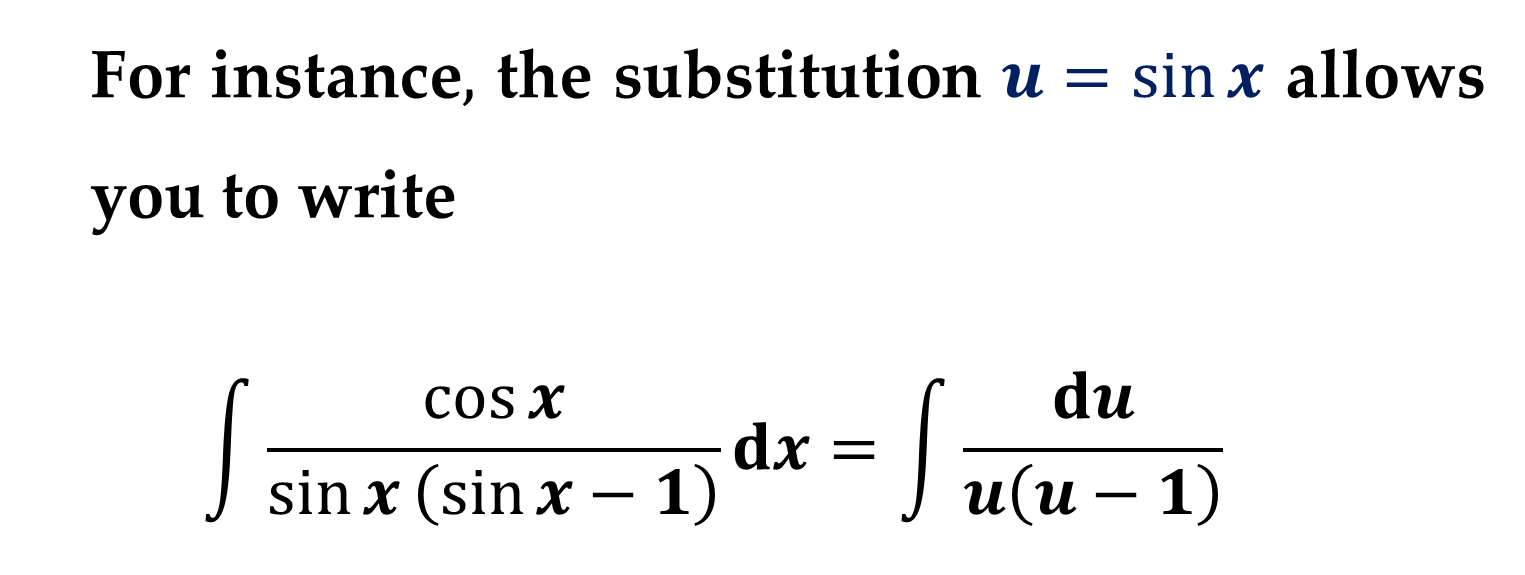 For instance, the substitution u = sin x allows
you to write
∫ cos x / (sin x (sin x − 1)) dx = ∫ du / (u(u − 1))